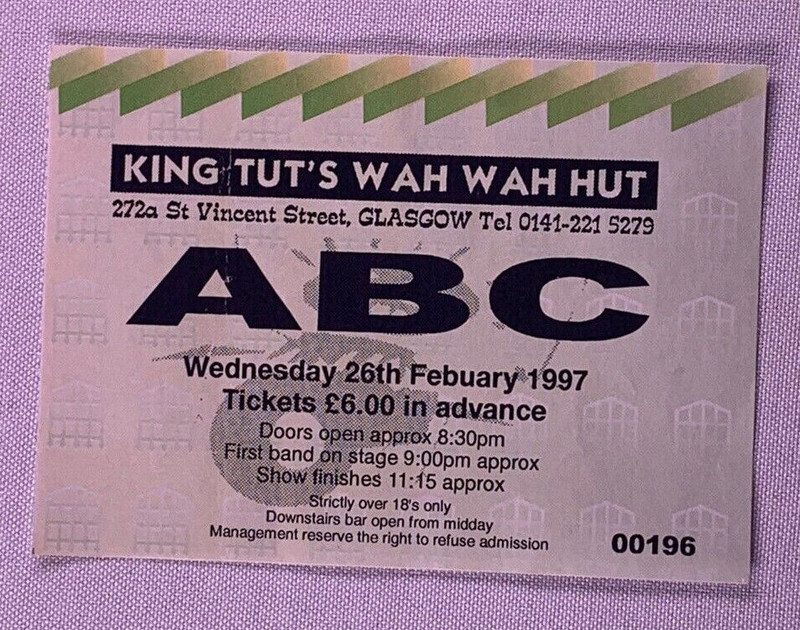 KING TUT'S WAH WAH HUT
272a St Vincent Street, GLASGOW Tel 0141-221 5279
ABC
Wednesday 26th Febuary 1997
Tickets £6.00 in advance
Doors open approx 8:30pm
First band on stage 9:00pm approx
Show finishes 11:15 approx
Strictly over 18's only
Downstairs bar open from midday
Management reserve the right to refuse admission
00196